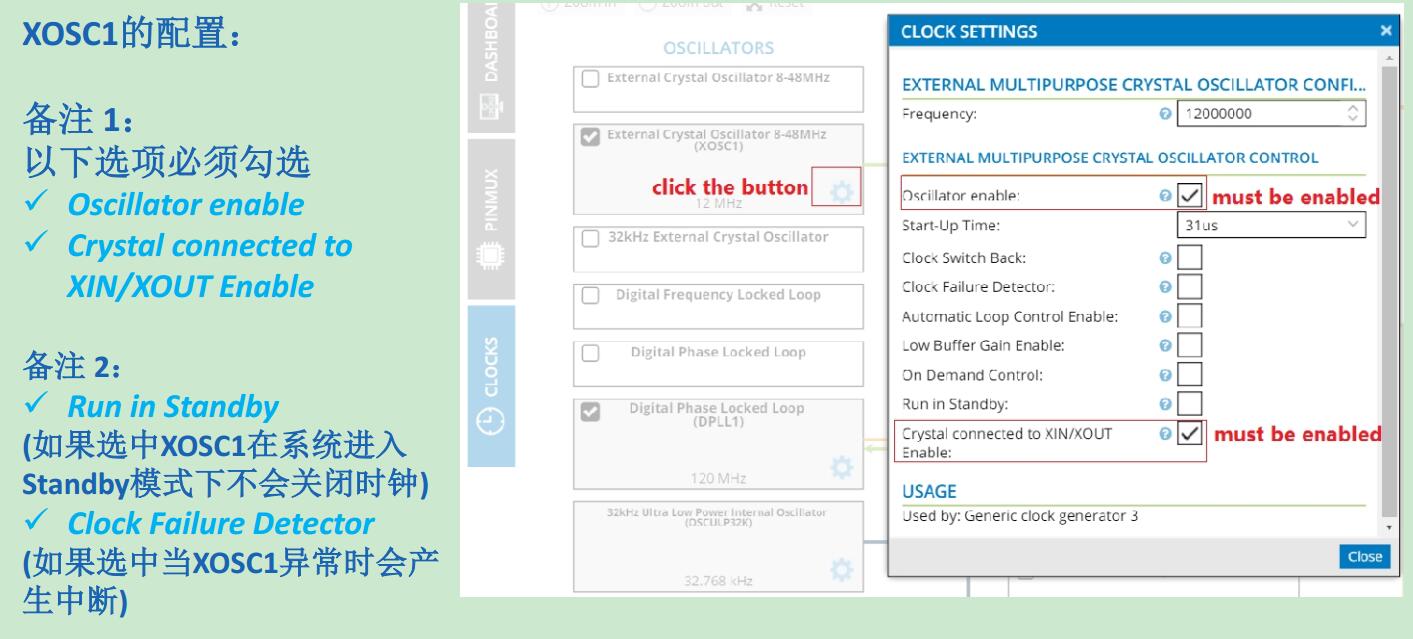 XOSC1的配置：
备注 1：
以下选项必须勾选
✓ Oscillator enable
✓ Crystal connected to
XIN/XOUT Enable
备注 2：
✓ Run in Standby
(如果选中XOSC1在系统进入
Standby模式下不会关闭时钟)
✓ Clock Failure Detector
(如果选中当XOSC1异常时会产
生中断)
DASHBOA
PINMUX
CLOCKS
Zoom In
Zoom Out
Reset
OSCILLATORS
External Crystal Oscillator 8-48MHz
External Crystal Oscillator 8-48MHz
(XOSC1)
click the button
12 MHz
32kHz External Crystal Oscillator
Digital Frequency Locked Loop
Digital Phase Locked Loop
Digital Phase Locked Loop
(DPLL1)
120 MHz
32kHz Ultra Low Power Internal Oscillator
(OSCULP32K)
32.768 kHz
CLOCK SETTINGS
EXTERNAL MULTIPURPOSE CRYSTAL OSCILLATOR CONFI...
Frequency: 12000000
EXTERNAL MULTIPURPOSE CRYSTAL OSCILLATOR CONTROL
Oscillator enable: must be enabled
Start-Up Time: 31us
Clock Switch Back:
Clock Failure Detector:
Automatic Loop Control Enable:
Low Buffer Gain Enable:
On Demand Control:
Run in Standby:
Crystal connected to XIN/XOUT
Enable:
must be enabled
USAGE
Used by: Generic clock generator 3
Close